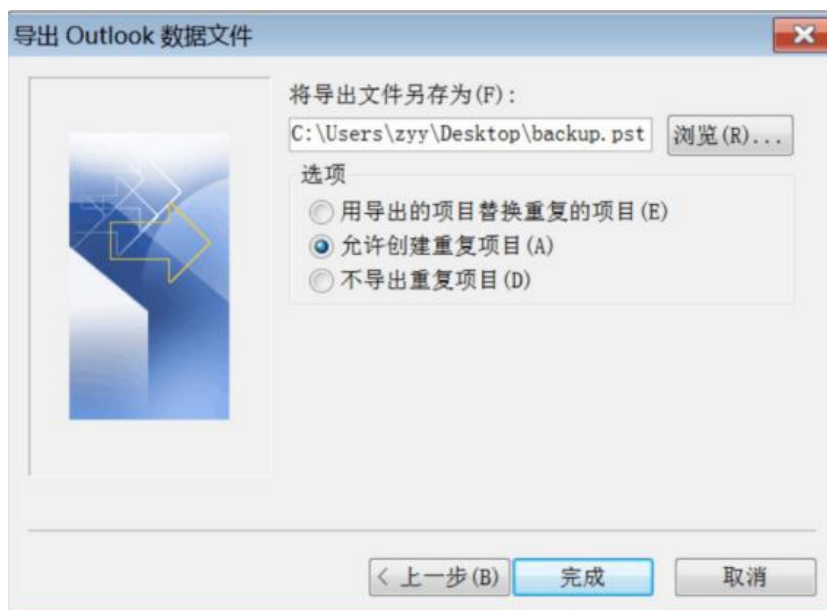 导出 Outlook 数据文件
将导出文件另存为(F):
C:\Users\zyy\Desktop\backup.pst 浏览(R)...
选项
用导出的项目替换重复的项目(E)
允许创建重复项目(A)
不导出重复项目(D)
< 上一步(B) 完成 取消